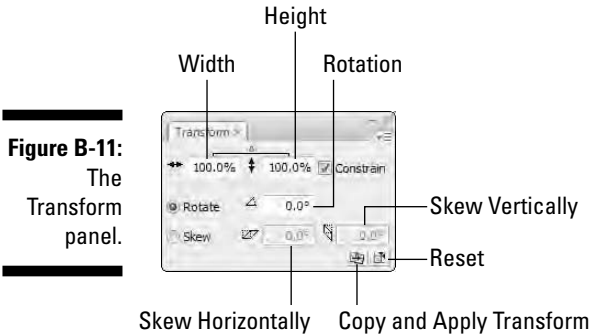 Height
Width
Rotation
Figure B-11:
The
Transform
panel.
Transform ×
100.0%
100.0%
Constrain
Rotate
0.0°
Skew
0.0°
0.0°
Skew Vertically
Reset
Skew Horizontally
Copy and Apply Transform